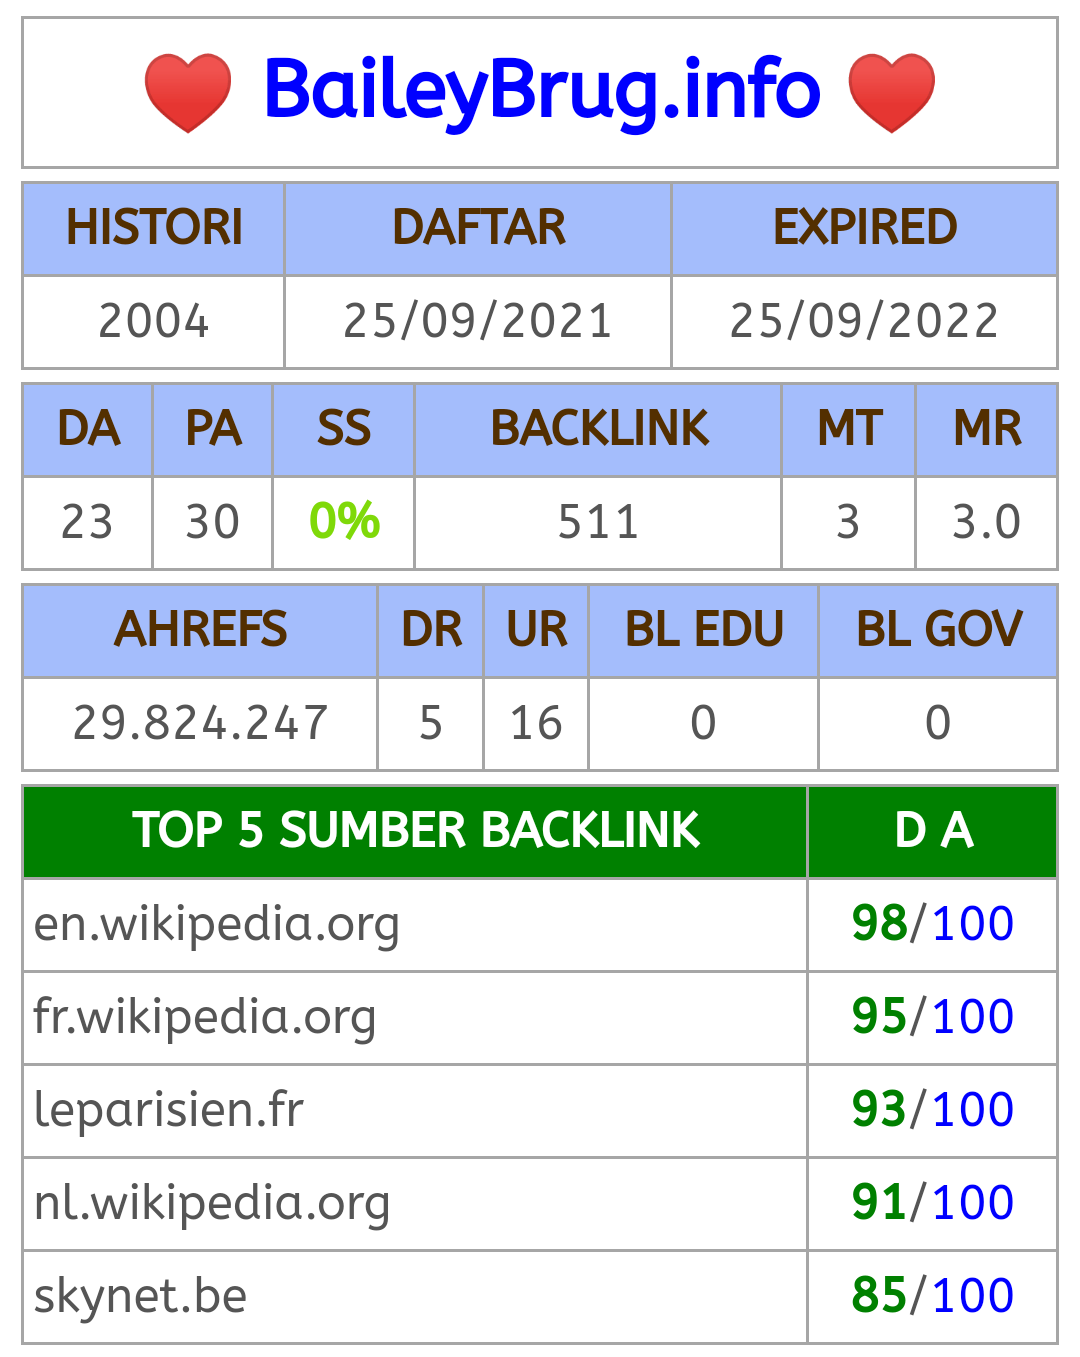 BaileyBrug.info
HISTORI DAFTAR EXPIRED
2004 25/09/2021 25/09/2022
DA PA SS BACKLINK MT MR
23 30 0% 511 3 3.0
AHREFS DR UR BL EDU BL GOV
29.824.247 5 16 0 0
TOP 5 SUMBER BACKLINK D A
en.wikipedia.org 98/100
fr.wikipedia.org 95/100
leparisien.fr 93/100
nl.wikipedia.org 91/100
skynet.be 85/100